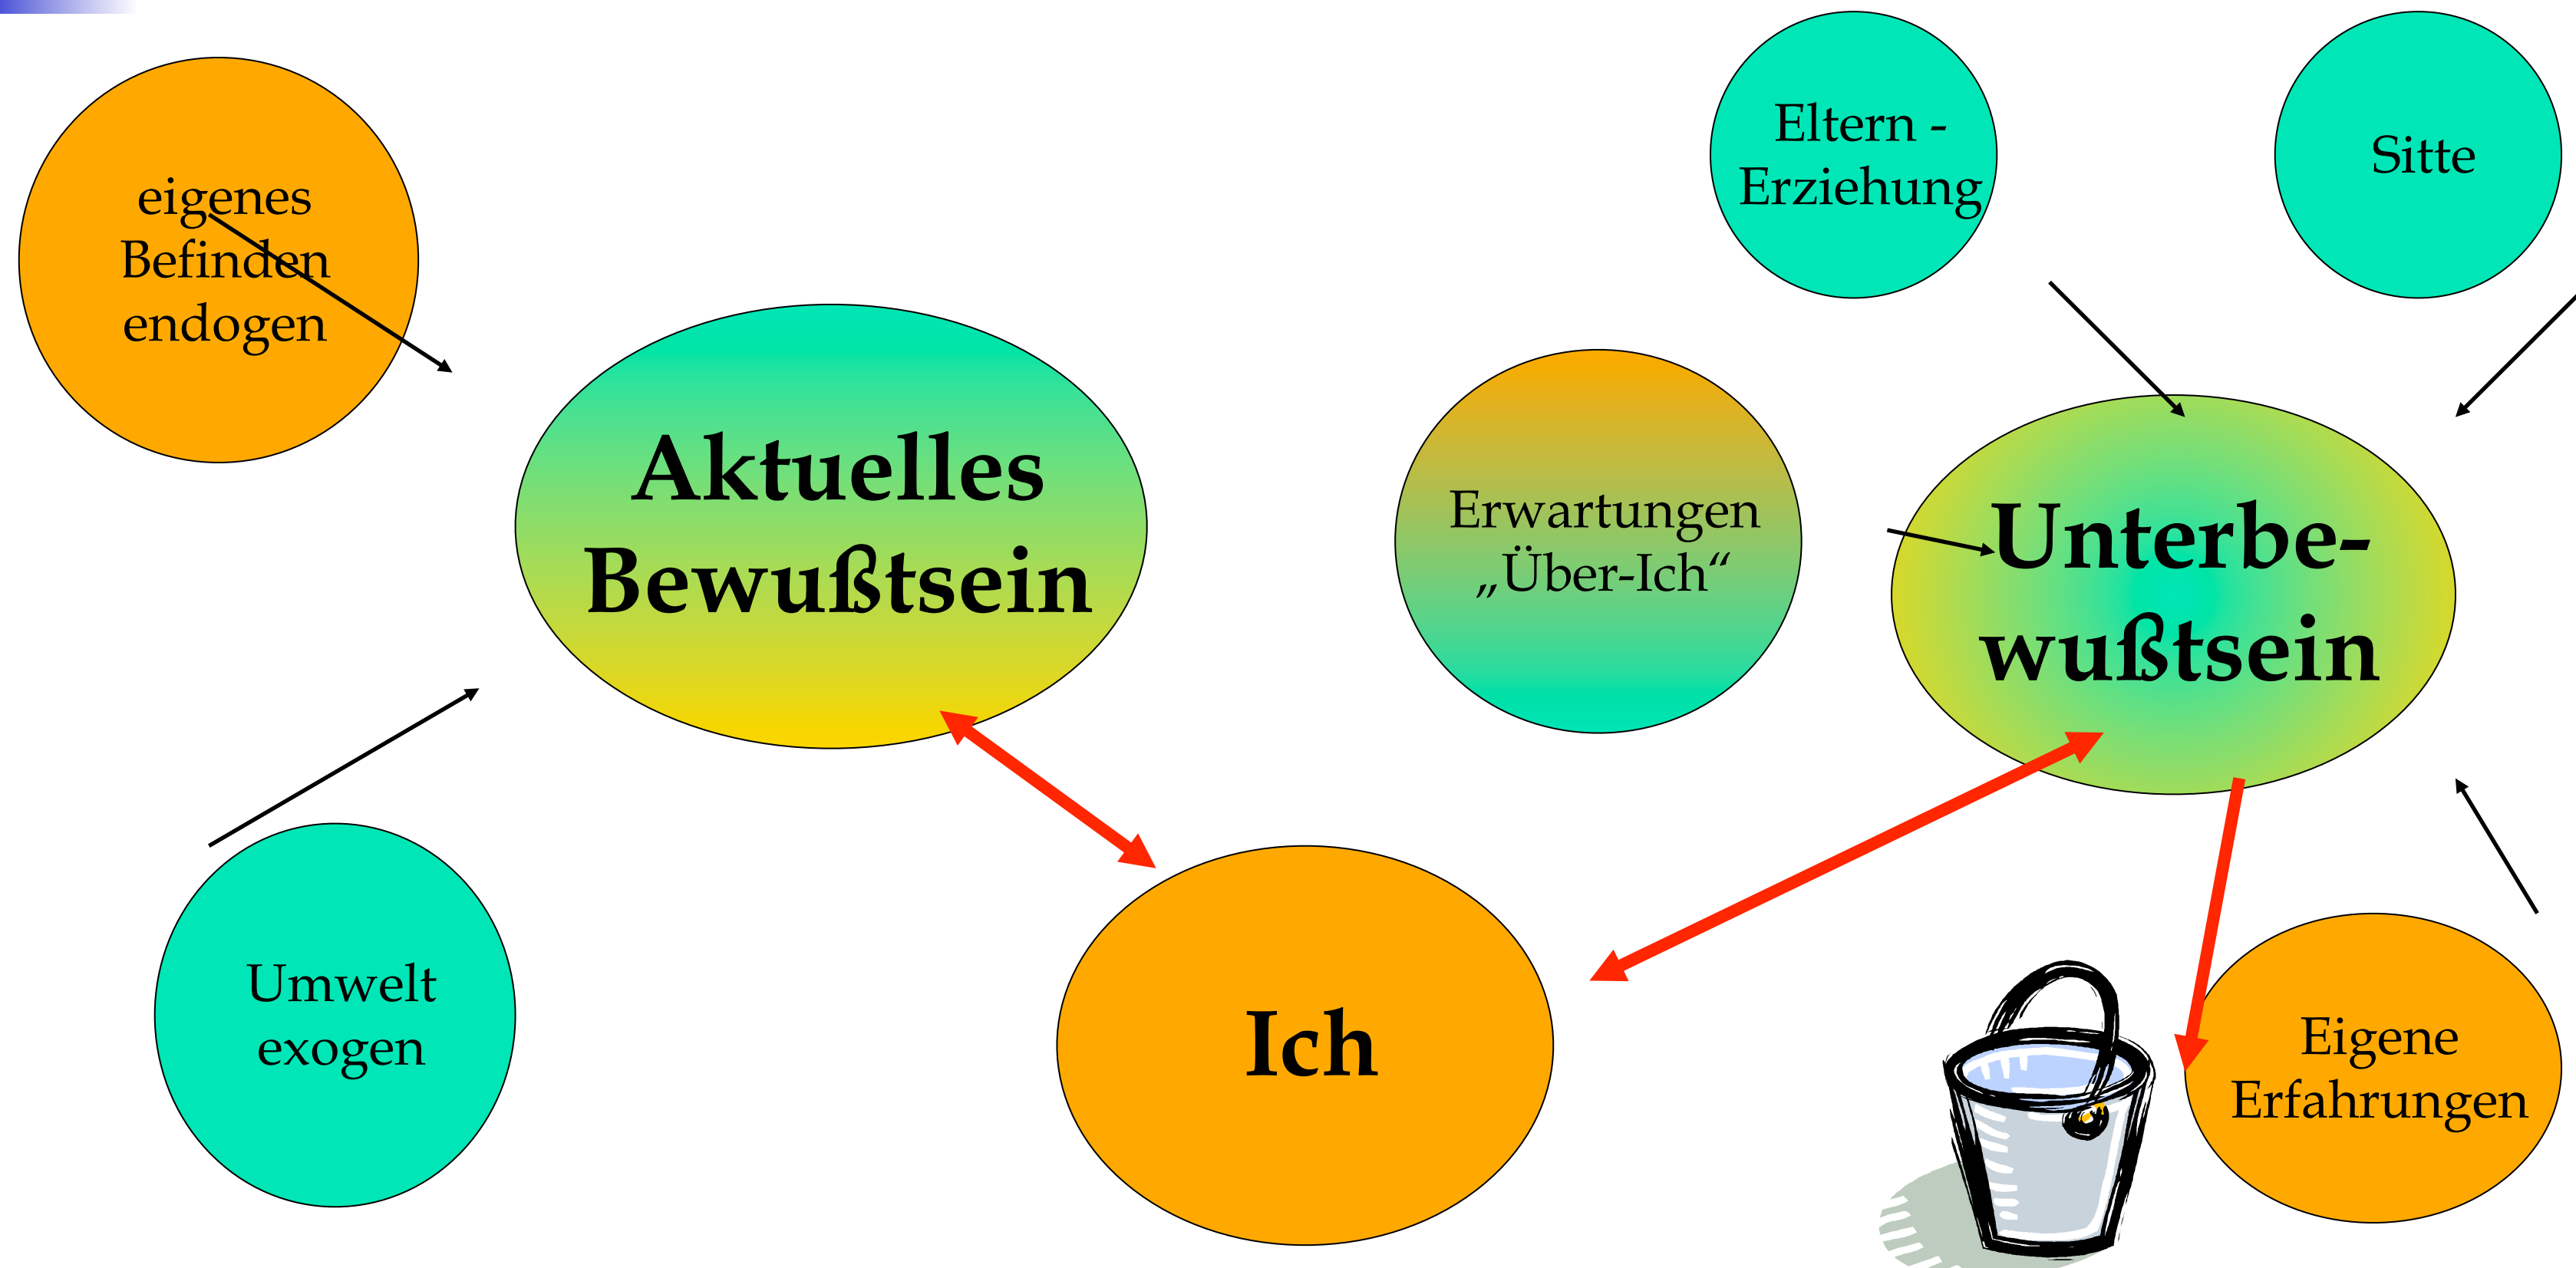 eigenes
Befinden
endogen
Aktuelles
Bewußtsein
Umwelt
exogen
Ich
Erwartungen
„Über-Ich“
Eltern -
Erziehung
Sitte
Unterbe-
wußtsein
Eigene
Erfahrungen